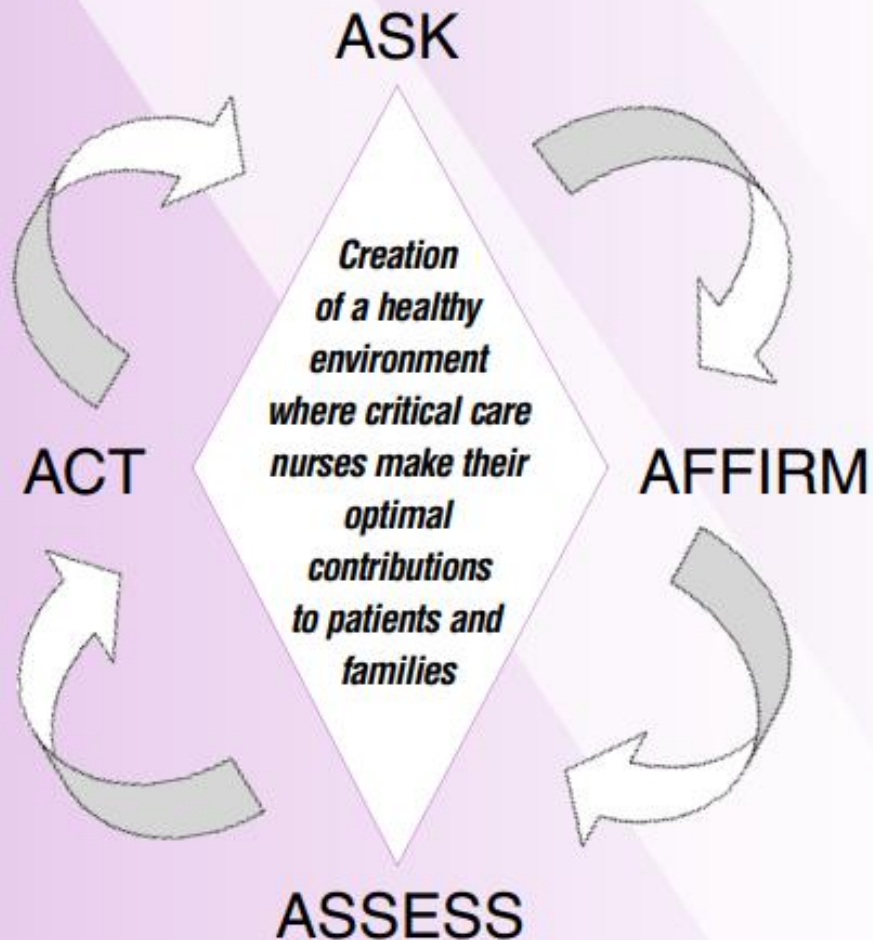 ASK
Creation
of a healthy
environment
where critical care
nurses make their
optimal
contributions
to patients and
families
ACT
AFFIRM
ASSESS